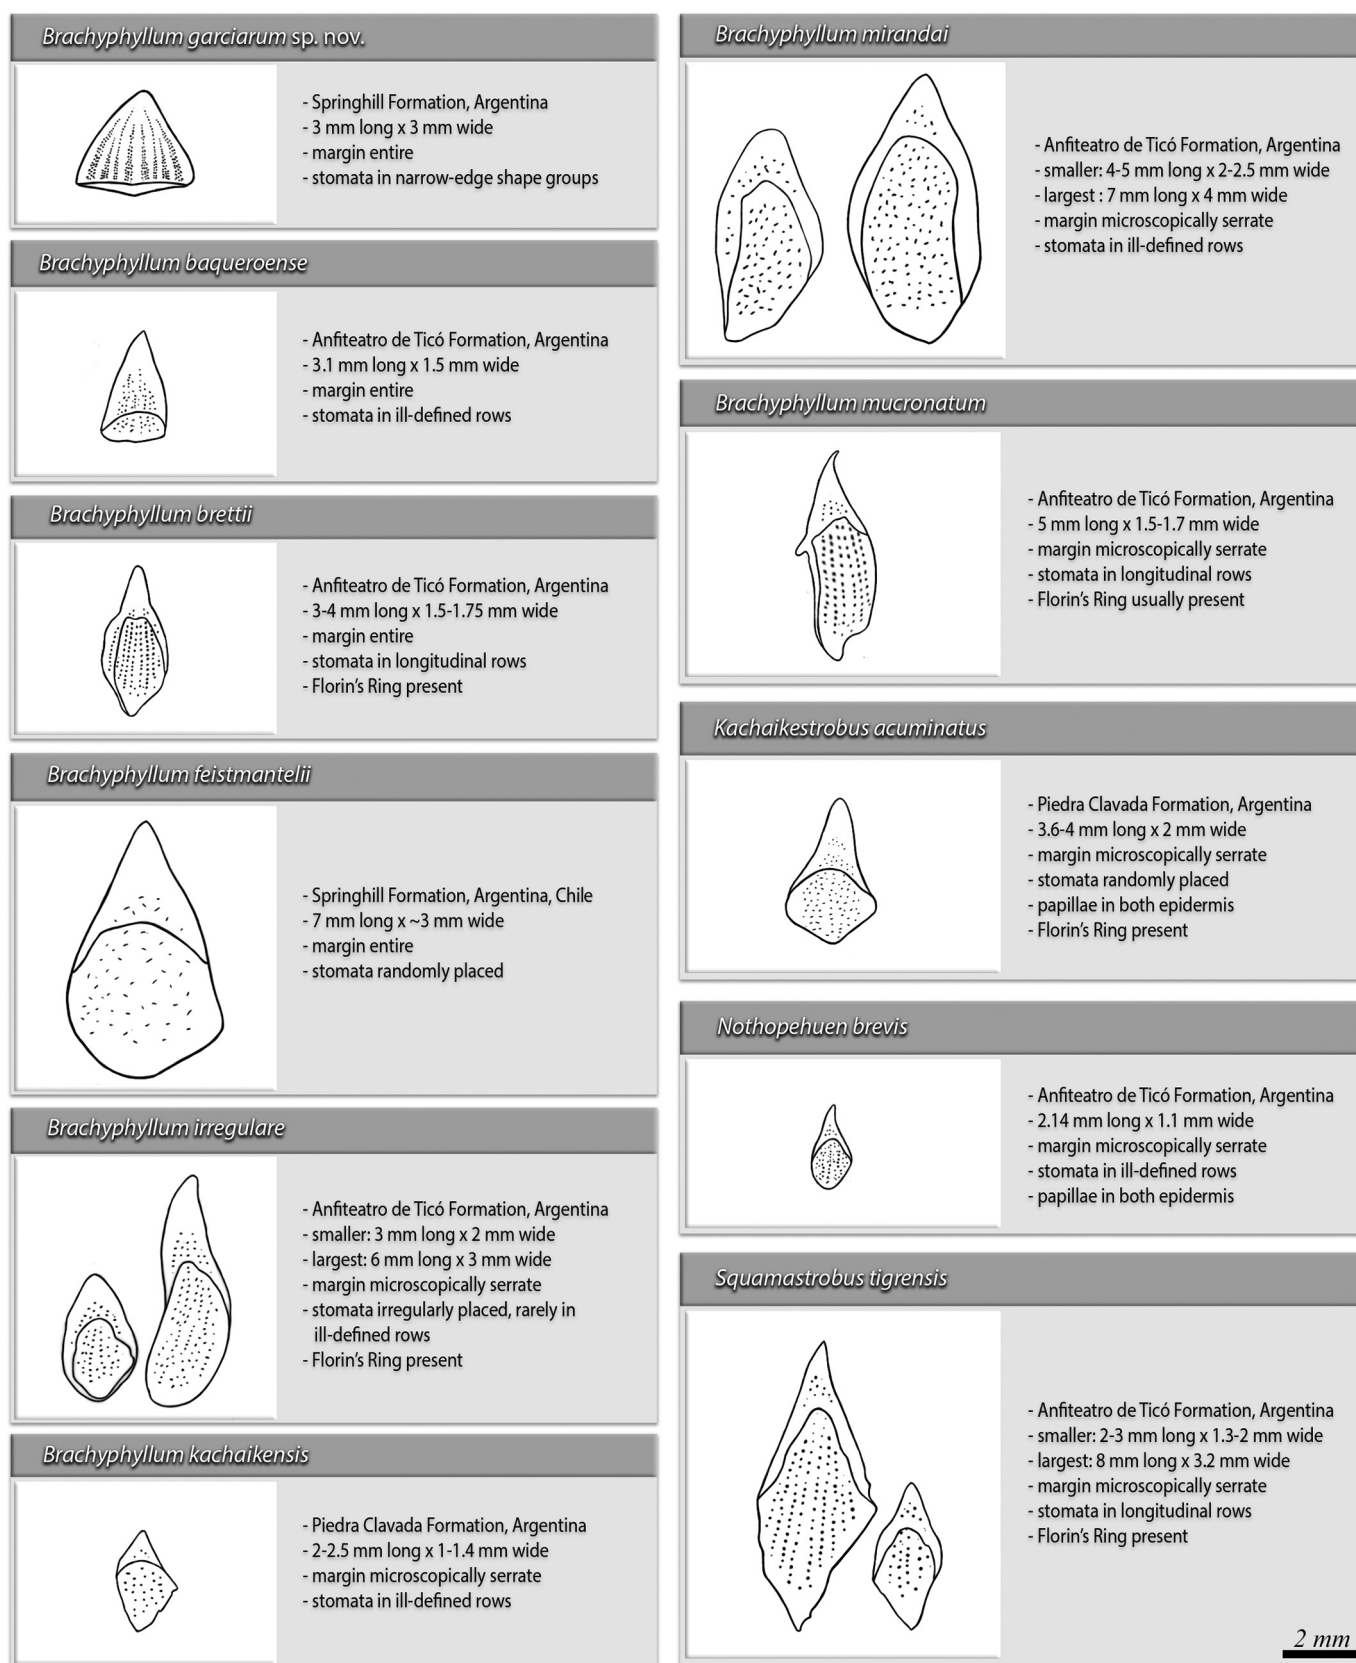 Brachyphyllum garciarum sp. nov.
- Springhill Formation, Argentina
- 3 mm long x 3 mm wide
- margin entire
- stomata in narrow-edge shape groups
Brachyphyllum baqueroense
- Anfiteatro de Ticó Formation, Argentina
- 3.1 mm long x 1.5 mm wide
- margin entire
- stomata in ill-defined rows
Brachyphyllum brettii
- Anfiteatro de Ticó Formation, Argentina
- 3-4 mm long x 1.5-1.75 mm wide
- margin entire
- stomata in longitudinal rows
- Florin's Ring present
Brachyphyllum feistmantelii
- Springhill Formation, Argentina, Chile
- 7 mm long x ~3 mm wide
- margin entire
- stomata randomly placed
Brachyphyllum irregulare
- Anfiteatro de Ticó Formation, Argentina
- smaller: 3 mm long x 2 mm wide
- largest: 6 mm long x 3 mm wide
- margin microscopically serrate
- stomata irregularly placed, rarely in
ill-defined rows
- Florin's Ring present
Brachyphyllum kachaikensis
- Piedra Clavada Formation, Argentina
- 2-2.5 mm long x 1-1.4 mm wide
- margin microscopically serrate
- stomata in ill-defined rows
Brachyphyllum mirandai
- Anfiteatro de Ticó Formation, Argentina
- smaller: 4-5 mm long x 2-2.5 mm wide
- largest : 7 mm long x 4 mm wide
- margin microscopically serrate
- stomata in ill-defined rows
Brachyphyllum mucronatum
- Anfiteatro de Ticó Formation, Argentina
- 5 mm long x 1.5-1.7 mm wide
- margin microscopically serrate
- stomata in longitudinal rows
- Florin's Ring usually present
Kachaikestrobus acuminatus
- Piedra Clavada Formation, Argentina
- 3.6-4 mm long x 2 mm wide
- margin microscopically serrate
- stomata randomly placed
- papillae in both epidermis
- Florin's Ring present
Nothopehuen brevis
- Anfiteatro de Ticó Formation, Argentina
- 2.14 mm long x 1.1 mm wide
- margin microscopically serrate
- stomata in ill-defined rows
- papillae in both epidermis
Squamastrobus tigrensis
- Anfiteatro de Ticó Formation, Argentina
- smaller: 2-3 mm long x 1.3-2 mm wide
- largest: 8 mm long x 3.2 mm wide
- margin microscopically serrate
- stomata in longitudinal rows
- Florin's Ring present
2 mm